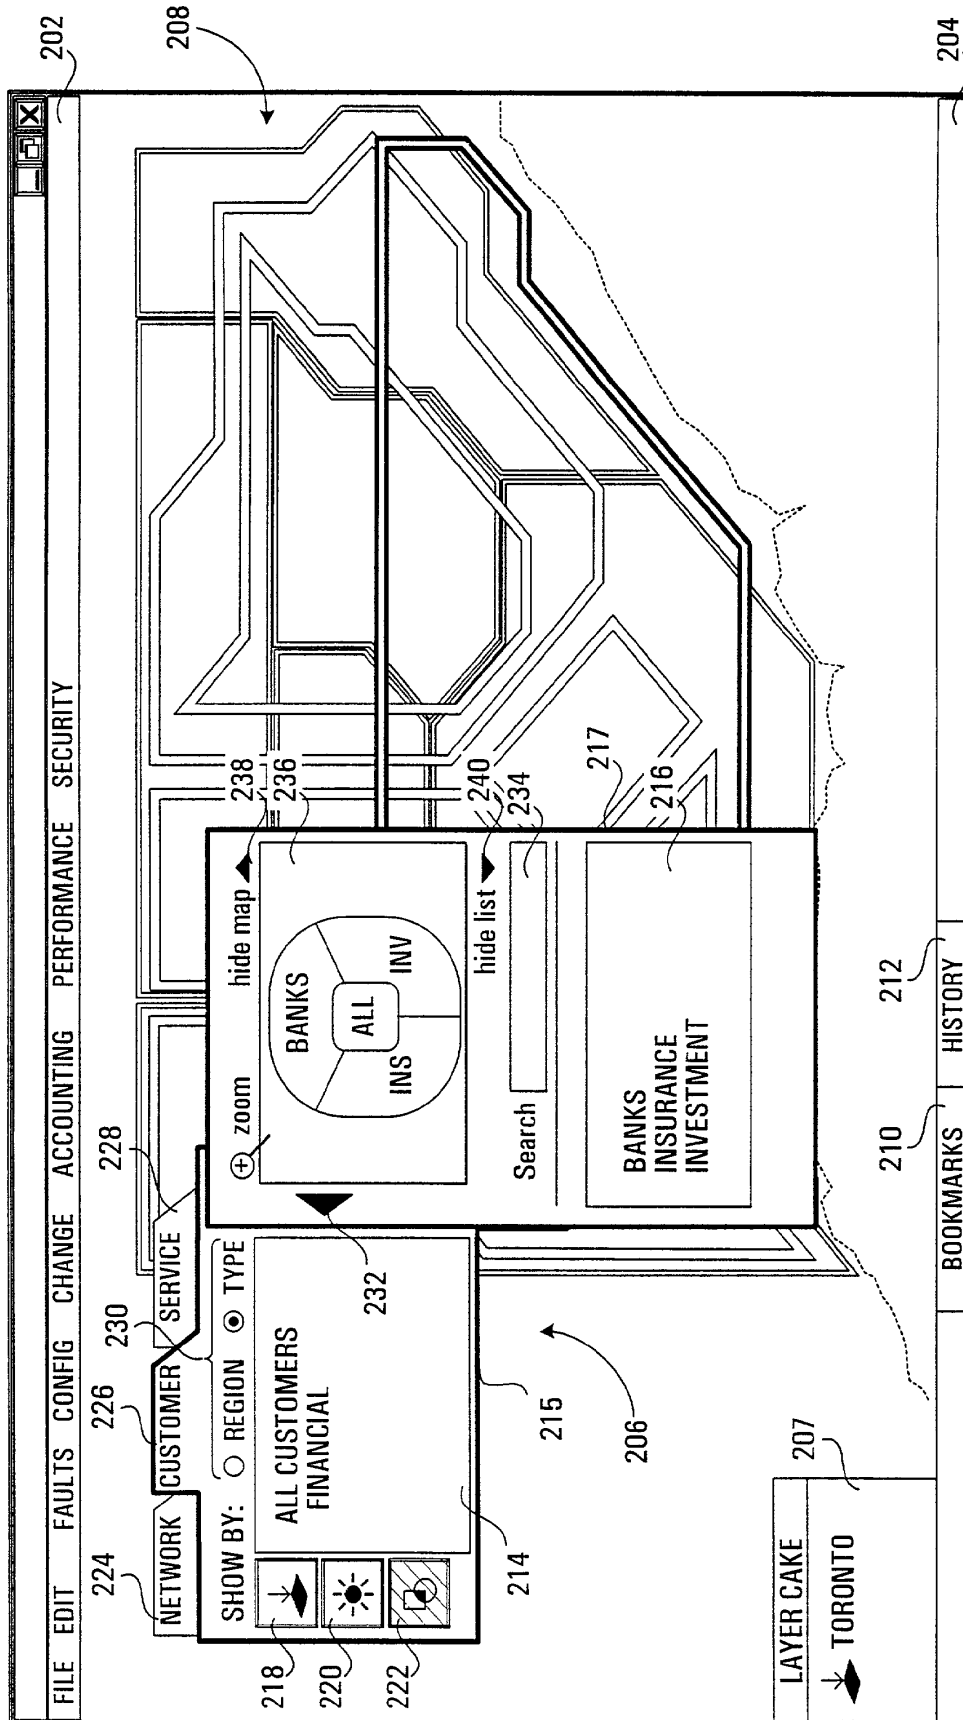 202
FILE EDIT FAULTS CONFIG CHANGE ACCOUNTING PERFORMANCE SECURITY
208
224
226
230
228
NETWORK
CUSTOMER
SERVICE
SHOW BY:
REGION
TYPE
zoom
hide map
238
236
218
220
222
ALL CUSTOMERS
FINANCIAL
232
BANKS
ALL
INS
INV
214
215
206
hide list
240
234
Search
217
216
BANKS
INSURANCE
INVESTMENT
LAYER CAKE
207
TORONTO
210
212
BOOKMARKS
HISTORY
204